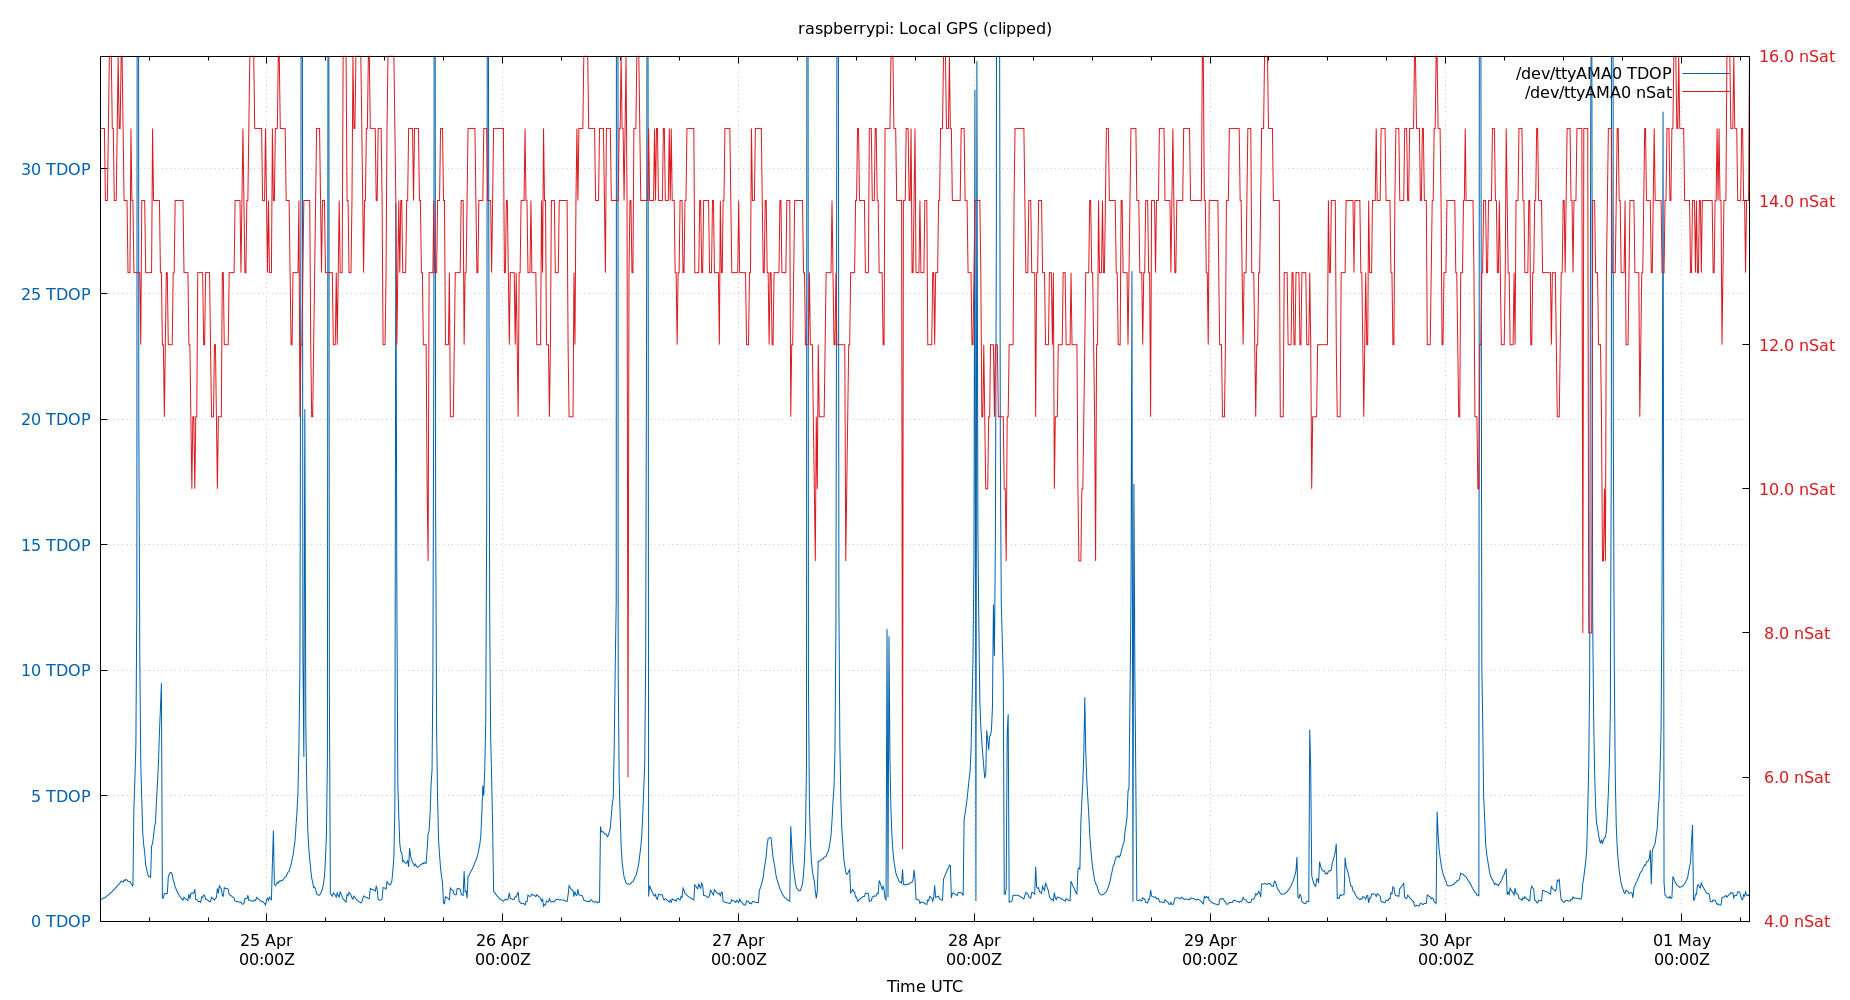 raspberrypi: Local GPS (clipped)
/dev/ttyAMA0 TDOP
/dev/ttyAMA0 nSat
30 TDOP
25 TDOP
20 TDOP
15 TDOP
10 TDOP
5 TDOP
0 TDOP
16.0 nSat
14.0 nSat
12.0 nSat
10.0 nSat
8.0 nSat
6.0 nSat
4.0 nSat
25 Apr
00:00Z
26 Apr
00:00Z
27 Apr
00:00Z
28 Apr
00:00Z
29 Apr
00:00Z
30 Apr
00:00Z
01 May
00:00Z
Time UTC